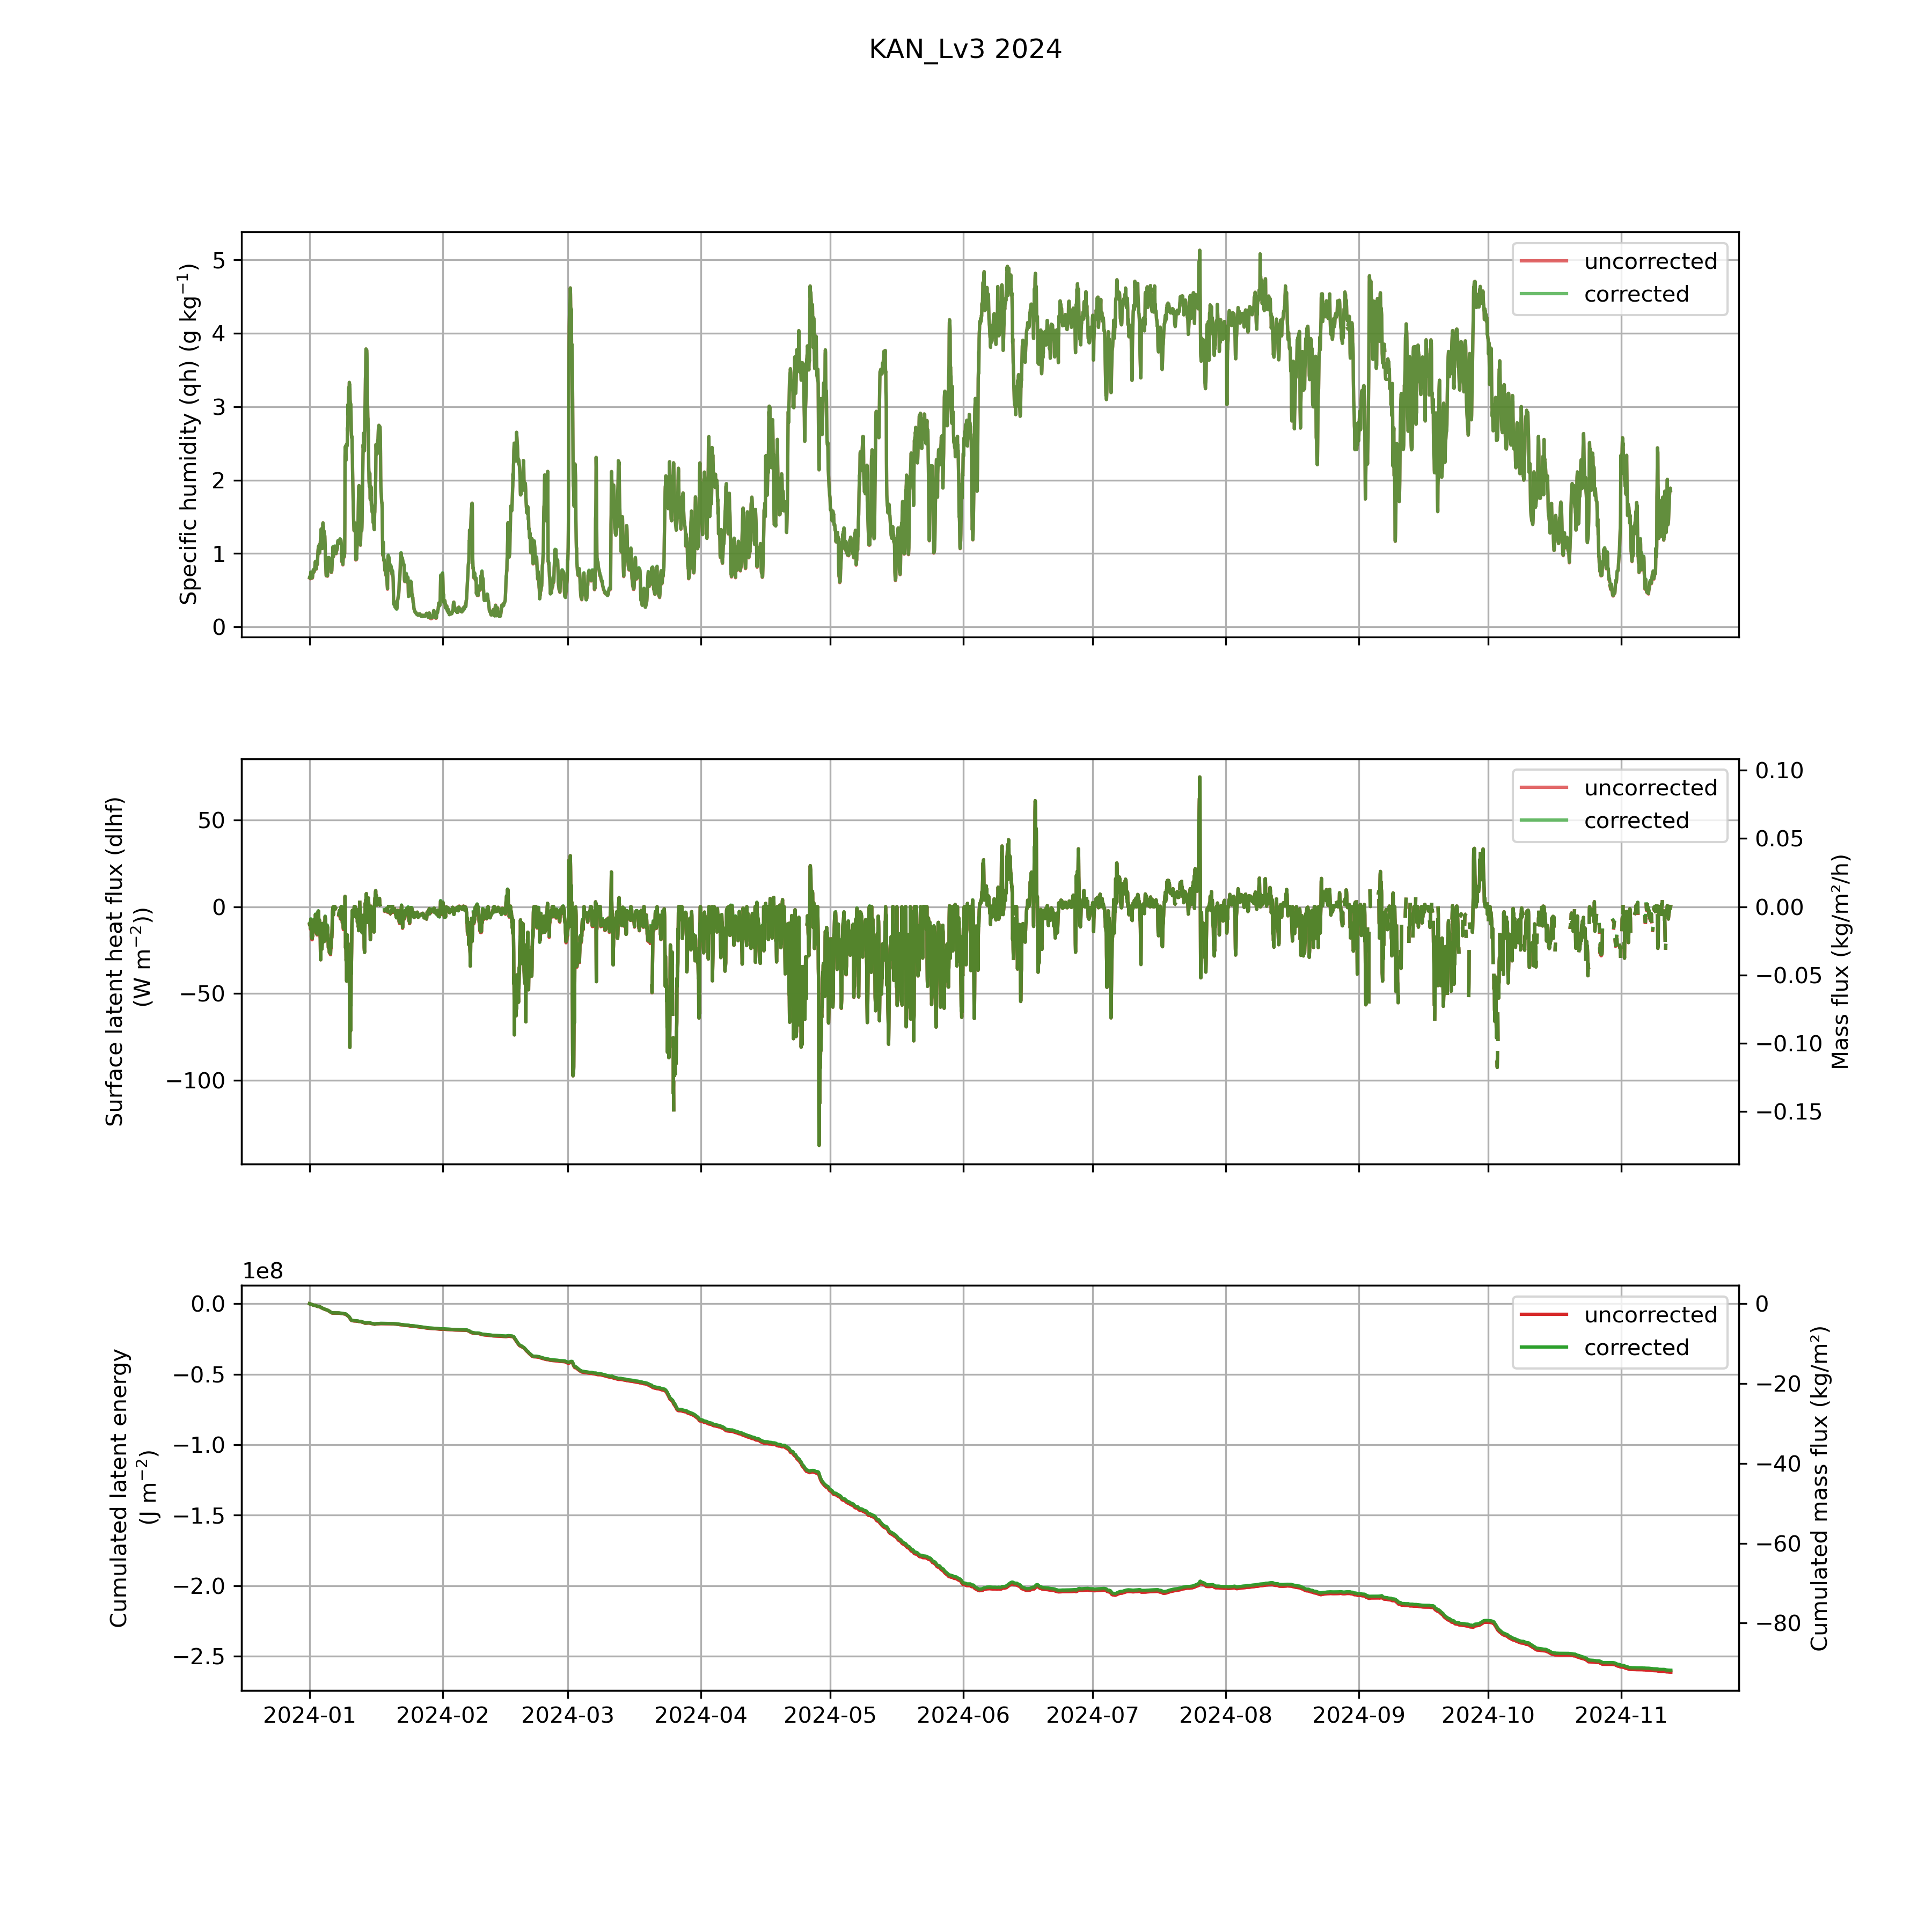 KAN_Lv3 2024
Specific humidity (qh) (g kg⁻¹)
5
4
3
2
1
0
uncorrected
corrected
Surface latent heat flux (dlhf)
(W m⁻²))
50
0
−50
−100
uncorrected
corrected
0.10
0.05
0.00
−0.05
−0.10
−0.15
Mass flux (kg/m²/h)
1e8
Cumulated latent energy
(J m⁻²)
0.0
−0.5
−1.0
−1.5
−2.0
−2.5
uncorrected
corrected
0
−20
−40
−60
−80
Cumulated mass flux (kg/m²)
2024-01 2024-02 2024-03 2024-04 2024-05 2024-06 2024-07 2024-08 2024-09 2024-10 2024-11